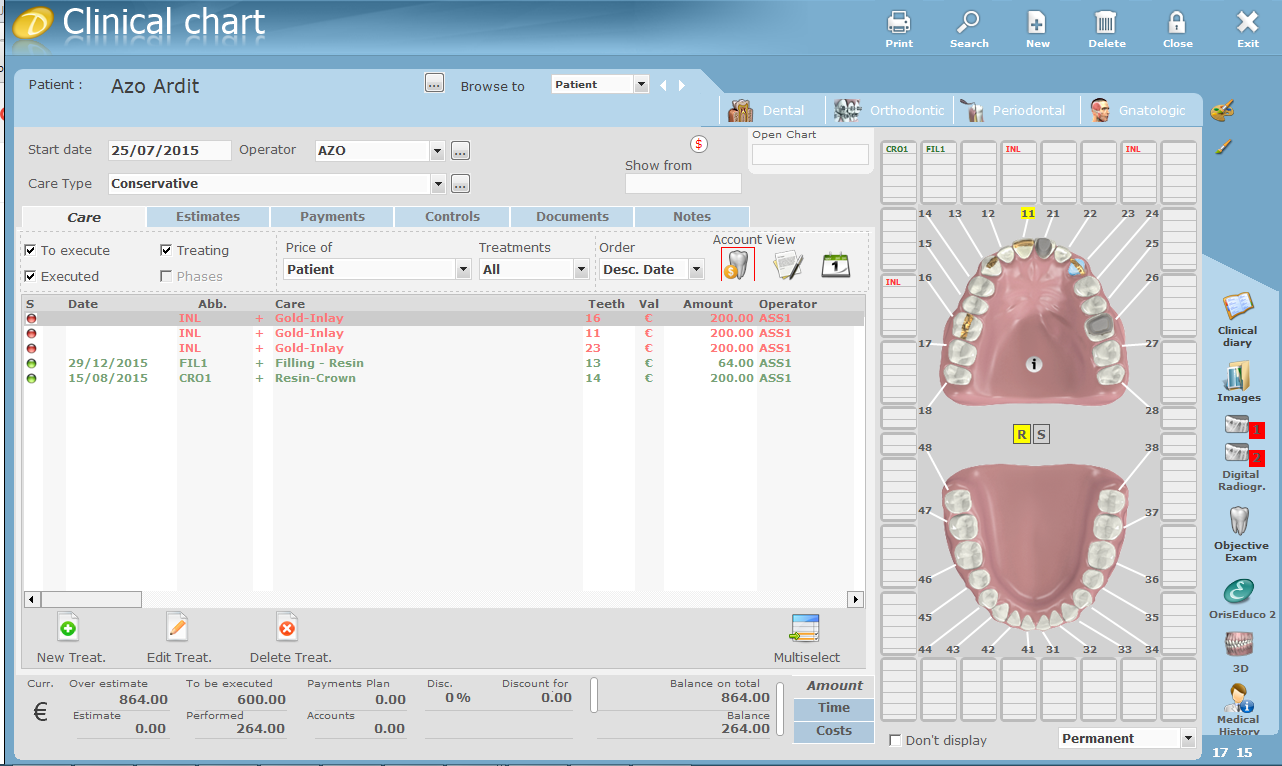 Clinical chart
Print Search New Delete Close Exit
Patient : Azo Ardit ... Browse to Patient
Dental Orthodontic Periodontal Gnatologic
Start date 25/07/2015 Operator AZO ... $ Open Chart
Show from
Care Type Conservative ...
Care Estimates Payments Controls Documents Notes
To execute Treating Price of Treatments Order Account View
Executed Phases Patient All Desc. Date 1
S Date Abb. Care Teeth Val Amount Operator
INL + Gold-Inlay 16 € 200.00 ASS1
INL + Gold-Inlay 11 € 200.00 ASS1
INL + Gold-Inlay 23 € 200.00 ASS1
29/12/2015 FIL1 + Filling - Resin 13 € 64.00 ASS1
15/08/2015 CRO1 + Resin-Crown 14 € 200.00 ASS1
New Treat. Edit Treat. Delete Treat. Multiselect
Curr. Over estimate To be executed Payments Plan Disc. Discount for Balance on total Amount
€ 864.00 600.00 0.00 0% 0.00 864.00
Estimate Performed Accounts Balance Time
0.00 264.00 0.00 264.00 Costs
CRO1 FIL1 INL INL
14 13 12 11 21 22 23 24
15 25
16 26
INL
17 27
i
18 28
R S
48 38
47 37
46 36
45 35
44 43 42 41 31 32 33 34
Don't display Permanent
Clinical
diary
Images
1
2
Digital
Radiogr.
Objective
Exam
OrisEduco 2
3D
Medical
History
17 15